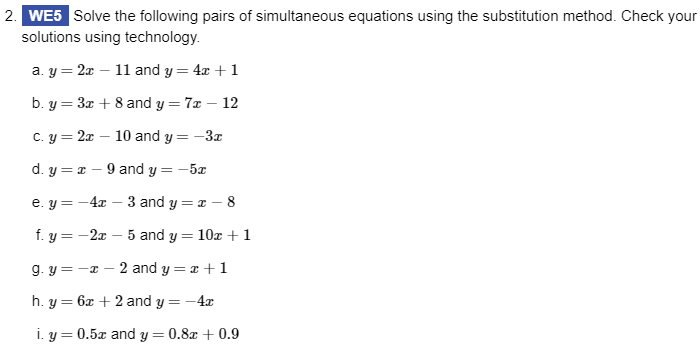 2. WE5 Solve the following pairs of simultaneous equations using the substitution method. Check your
solutions using technology.
a. y = 2x − 11 and y = 4x + 1
b. y = 3x + 8 and y = 7x − 12
c. y = 2x − 10 and y = −3x
d. y = x − 9 and y = −5x
e. y = −4x − 3 and y = x − 8
f. y = −2x − 5 and y = 10x + 1
g. y = −x − 2 and y = x + 1
h. y = 6x + 2 and y = −4x
i. y = 0.5x and y = 0.8x + 0.9